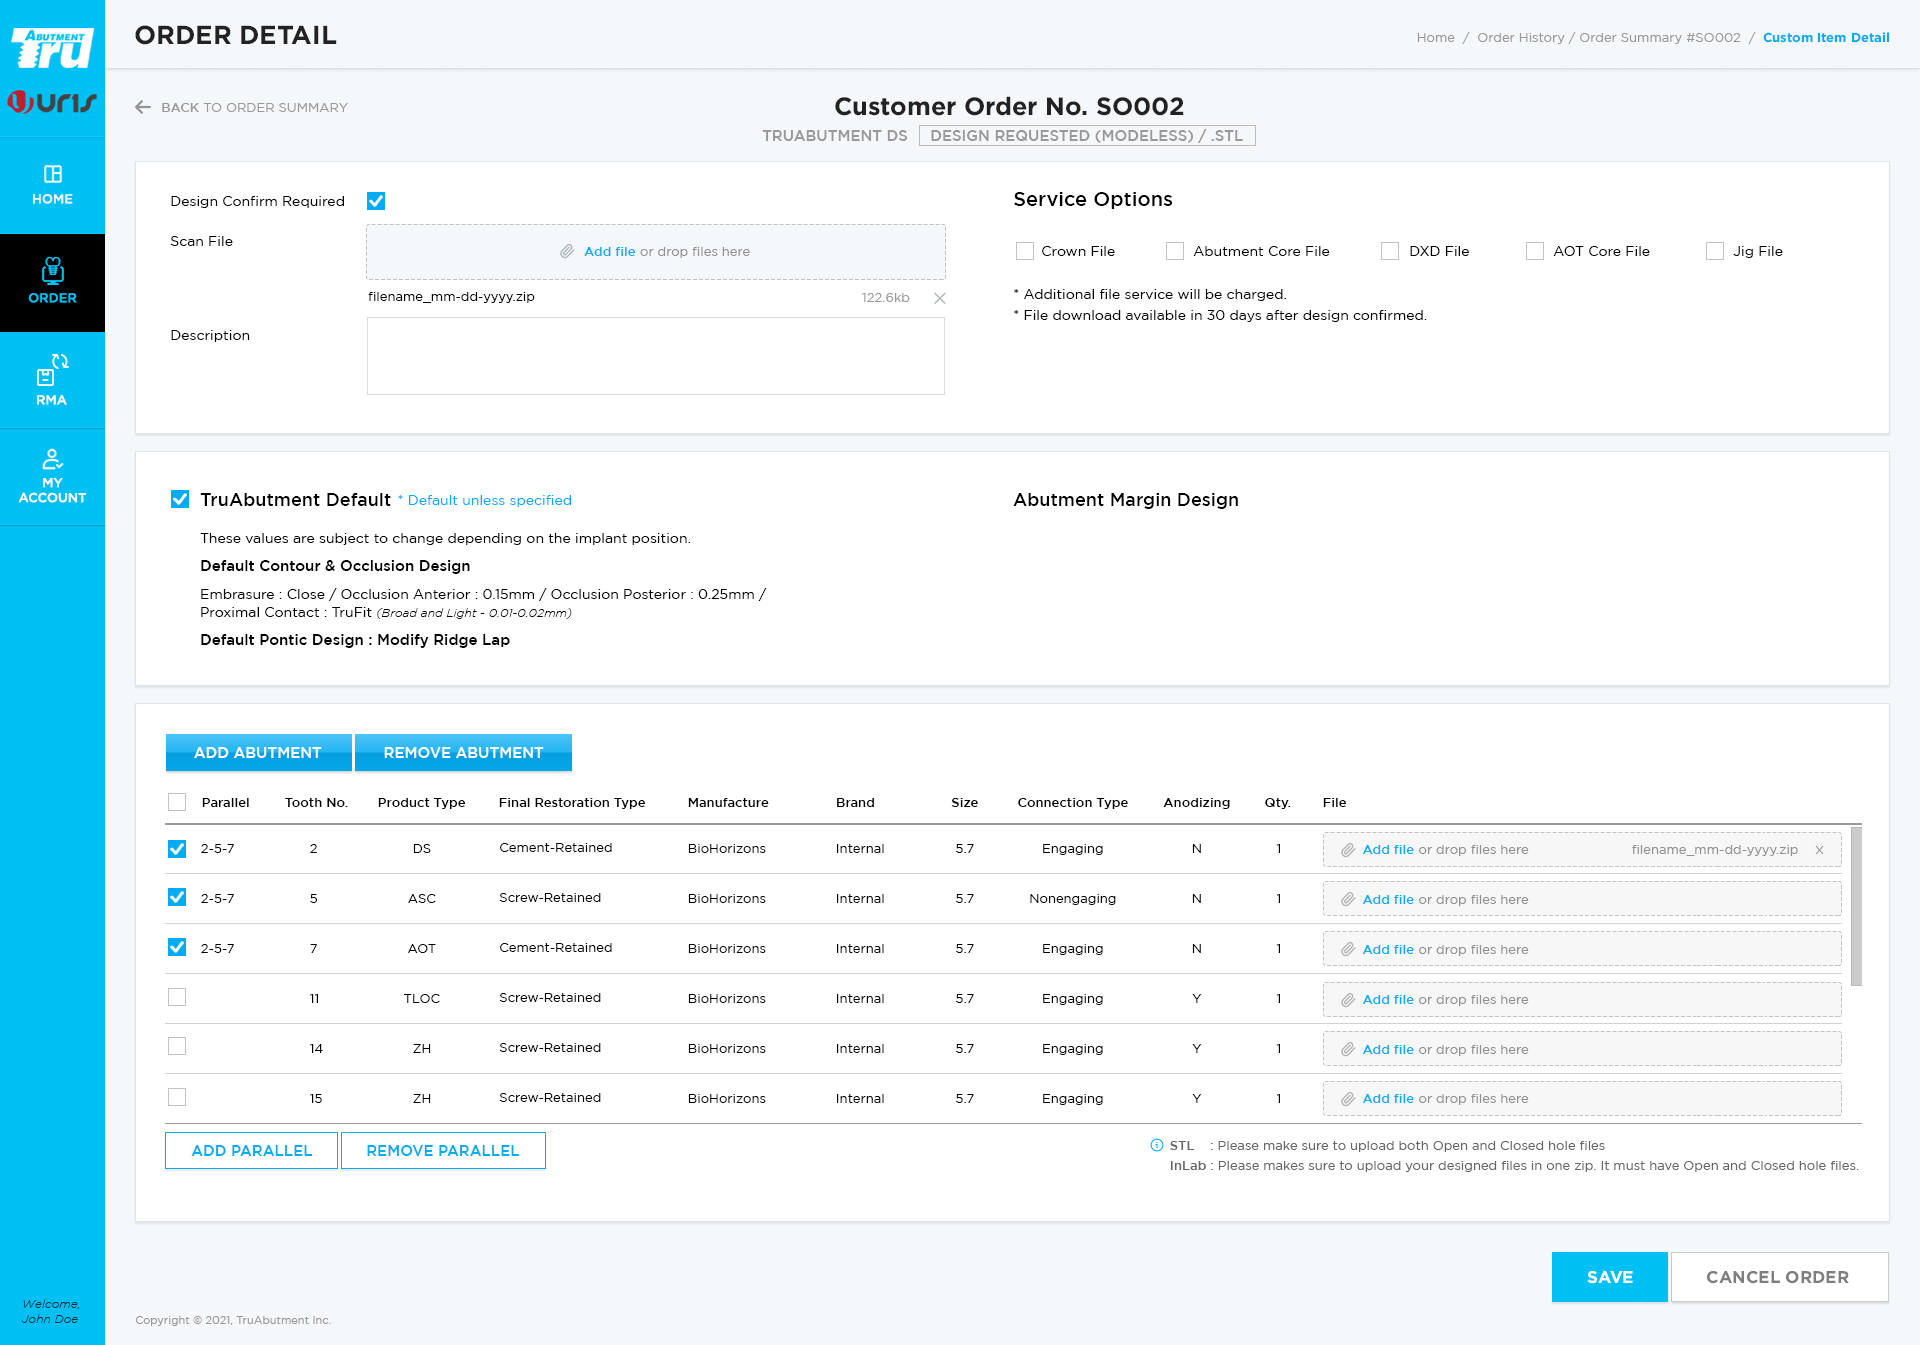 ABUTMENT
Tru
uris
HOME
ORDER
RMA
MY
ACCOUNT
Welcome,
John Doe
ORDER DETAIL
Home / Order History / Order Summary #SO002 / Custom Item Detail
BACK TO ORDER SUMMARY
Customer Order No. SO002
TRUABUTMENT DS DESIGN REQUESTED (MODELESS) / .STL
Design Confirm Required
Scan File
Add file or drop files here
filename_mm-dd-yyyy.zip 122.6kb
Description
Service Options
Crown File Abutment Core File DXD File AOT Core File Jig File
* Additional file service will be charged.
* File download available in 30 days after design confirmed.
TruAbutment Default * Default unless specified
These values are subject to change depending on the implant position.
Default Contour & Occlusion Design
Embrasure : Close / Occlusion Anterior : 0.15mm / Occlusion Posterior : 0.25mm /
Proximal Contact : TruFit (Broad and Light - 0.01-0.02mm)
Default Pontic Design : Modify Ridge Lap
Abutment Margin Design
ADD ABUTMENT REMOVE ABUTMENT
Parallel Tooth No. Product Type Final Restoration Type Manufacture Brand Size Connection Type Anodizing Qty. File
2-5-7 2 DS Cement-Retained BioHorizons Internal 5.7 Engaging N 1 Add file or drop files here filename_mm-dd-yyyy.zip X
2-5-7 5 ASC Screw-Retained BioHorizons Internal 5.7 Nonengaging N 1 Add file or drop files here
2-5-7 7 AOT Cement-Retained BioHorizons Internal 5.7 Engaging N 1 Add file or drop files here
11 TLOC Screw-Retained BioHorizons Internal 5.7 Engaging Y 1 Add file or drop files here
14 ZH Screw-Retained BioHorizons Internal 5.7 Engaging Y 1 Add file or drop files here
15 ZH Screw-Retained BioHorizons Internal 5.7 Engaging Y 1 Add file or drop files here
ADD PARALLEL REMOVE PARALLEL
STL : Please make sure to upload both Open and Closed hole files
InLab : Please makes sure to upload your designed files in one zip. It must have Open and Closed hole files.
SAVE CANCEL ORDER
Copyright © 2021, TruAbutment Inc.